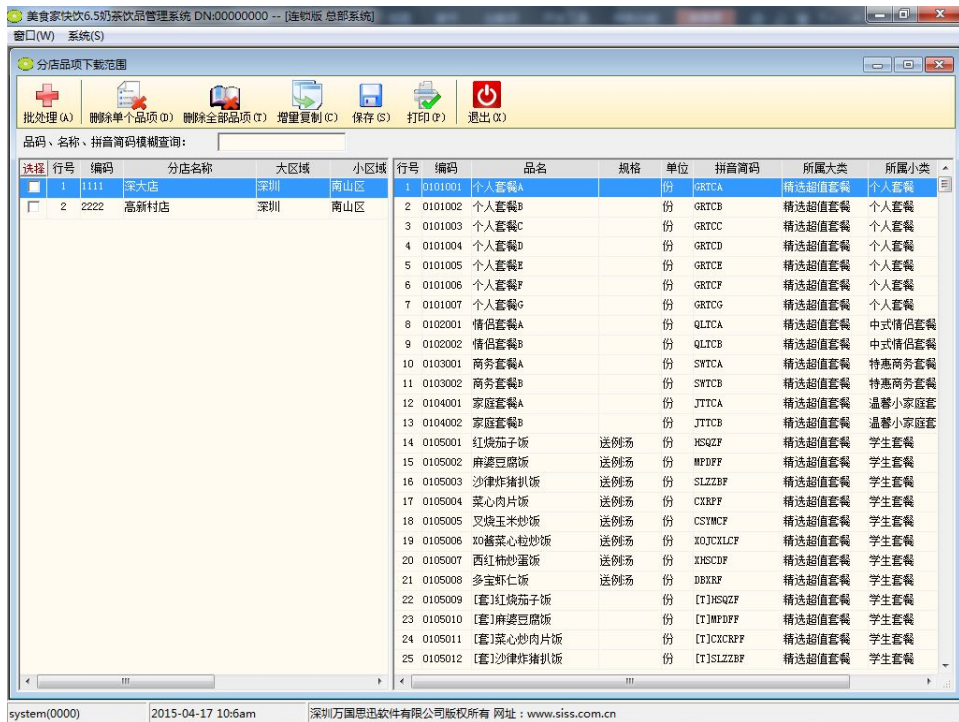 美食家快饮6.5奶茶饮品管理系统 DN:00000000 -- [连锁版 总部系统]
窗口(W) 系统(S)
分店品项下载范围
批处理(A) 删除单个品项(D) 删除全部品项(T) 增量复制(C) 保存(S) 打印(P) 退出(X)
品码、名称、拼音简码模糊查询:
选择 行号 编码 分店名称 大区域 小区域
1 1111 深大店 深圳 南山区
2 2222 高新村店 深圳 南山区
行号 编码 品名 规格 单位 拼音简码 所属大类 所属小类
1 0101001 个人套餐A 份 GRTCA 精选超值套餐 个人套餐
2 0101002 个人套餐B 份 GRTCB 精选超值套餐 个人套餐
3 0101003 个人套餐C 份 GRTCC 精选超值套餐 个人套餐
4 0101004 个人套餐D 份 GRTCD 精选超值套餐 个人套餐
5 0101005 个人套餐E 份 GRTCE 精选超值套餐 个人套餐
6 0101006 个人套餐F 份 GRTCF 精选超值套餐 个人套餐
7 0101007 个人套餐G 份 GRTCG 精选超值套餐 个人套餐
8 0102001 情侣套餐A 份 QLTCA 精选超值套餐 中式情侣套餐
9 0102002 情侣套餐B 份 QLTCB 精选超值套餐 中式情侣套餐
10 0103001 商务套餐A 份 SWTCA 精选超值套餐 特惠商务套餐
11 0103002 商务套餐B 份 SWTCB 精选超值套餐 特惠商务套餐
12 0104001 家庭套餐A 份 JTTCA 精选超值套餐 温馨小家庭套
13 0104002 家庭套餐B 份 JTTCB 精选超值套餐 温馨小家庭套
14 0105001 红烧茄子饭 送例汤 份 HSQZF 精选超值套餐 学生套餐
15 0105002 麻婆豆腐饭 送例汤 份 MPDFF 精选超值套餐 学生套餐
16 0105003 沙律炸猪扒饭 送例汤 份 SLZZBF 精选超值套餐 学生套餐
17 0105004 菜心肉片饭 送例汤 份 CXRPF 精选超值套餐 学生套餐
18 0105005 叉烧玉米炒饭 送例汤 份 CSYMCF 精选超值套餐 学生套餐
19 0105006 XO酱菜心粒炒饭 送例汤 份 XOJCXLCF 精选超值套餐 学生套餐
20 0105007 西红柿炒蛋饭 送例汤 份 XHSCDF 精选超值套餐 学生套餐
21 0105008 多宝虾仁饭 送例汤 份 DBXRF 精选超值套餐 学生套餐
22 0105009 [套]红烧茄子饭 份 [T]HSQZF 精选超值套餐 学生套餐
23 0105010 [套]麻婆豆腐饭 份 [T]MPDFF 精选超值套餐 学生套餐
24 0105011 [套]菜心炒肉片饭 份 [T]CXCRPF 精选超值套餐 学生套餐
25 0105012 [套]沙律炸猪扒饭 份 [T]SLZZBF 精选超值套餐 学生套餐
system(0000) 2015-04-17 10:6am 深圳万国思迅软件有限公司版权所有 网址：www.siss.com.cn